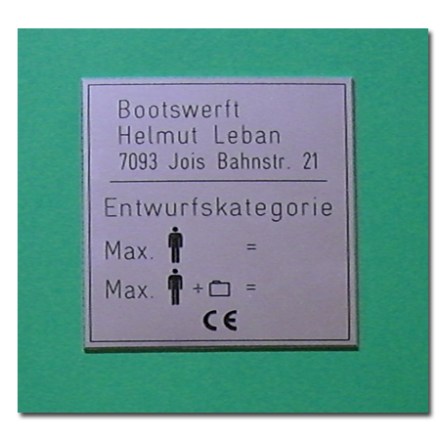 Bootswerft
Helmut Leban
7093 Jois Bahnstr. 21
Entwurfskategorie
Max. =
Max. + =
CE